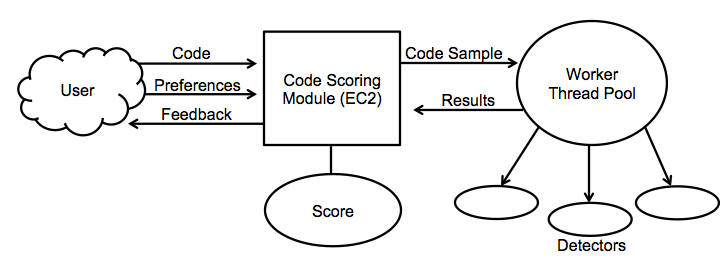 User
Code
Preferences
Feedback
Code Scoring
Module (EC2)
Code Sample
Results
Worker
Thread Pool
Score
Detectors